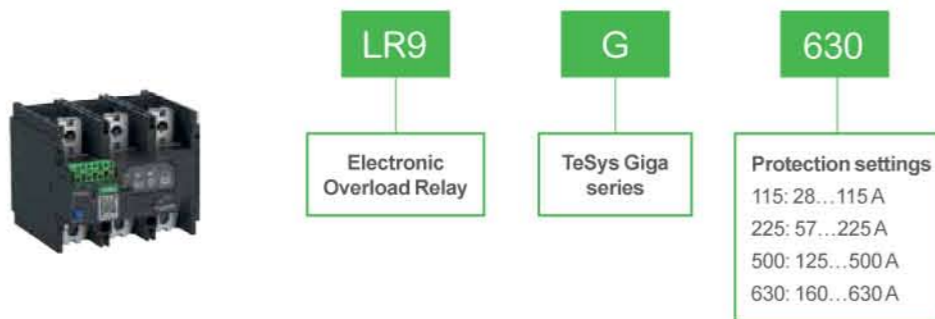 LR9
G
630
Electronic
Overload Relay
TeSys Giga
series
Protection settings
115: 28...115 A
225: 57...225 A
500: 125...500 A
630: 160...630 A